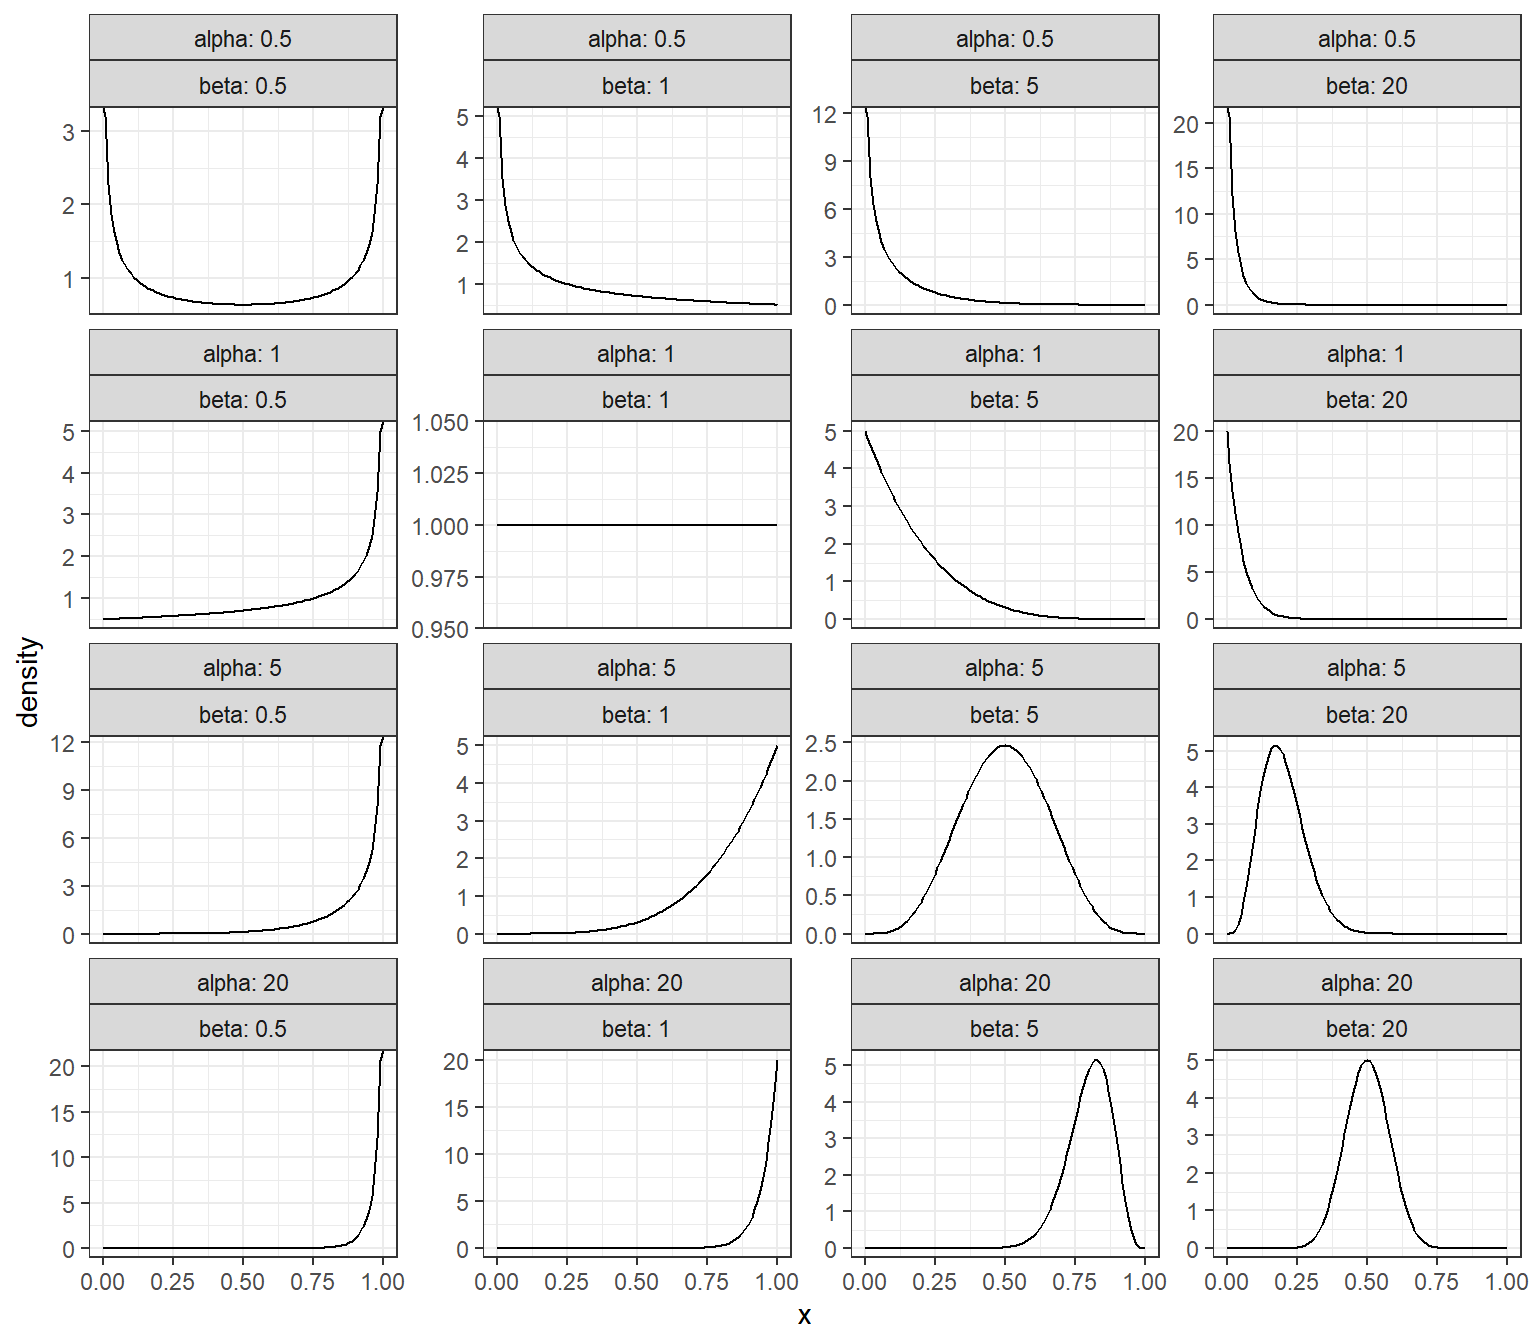 alpha: 0.5 alpha: 0.5 alpha: 0.5 alpha: 0.5
beta: 0.5 beta: 1 beta: 5 beta: 20
3 5 12 20
2 4 9 15
1 3 6 10
2 3 5
1 0 0
alpha: 1 alpha: 1 alpha: 1 alpha: 1
beta: 0.5 beta: 1 beta: 5 beta: 20
5 1.050 5 20
4 1.025 4 15
3 1.000 3 10
2 0.975 2 5
1 0.950 1 0
0
density
alpha: 5 alpha: 5 alpha: 5 alpha: 5
beta: 0.5 beta: 1 beta: 5 beta: 20
12 5 2.5 5
9 4 2.0 4
6 3 1.5 3
3 2 1.0 2
0 1 0.5 1
0 0.0 0
alpha: 20 alpha: 20 alpha: 20 alpha: 20
beta: 0.5 beta: 1 beta: 5 beta: 20
20 20 5 5
15 15 4 4
10 10 3 3
5 5 2 2
0 0 1 1
0 0
0.00 0.25 0.50 0.75 1.00 0.00 0.25 0.50 0.75 1.00 0.00 0.25 0.50 0.75 1.00 0.00 0.25 0.50 0.75 1.00
x